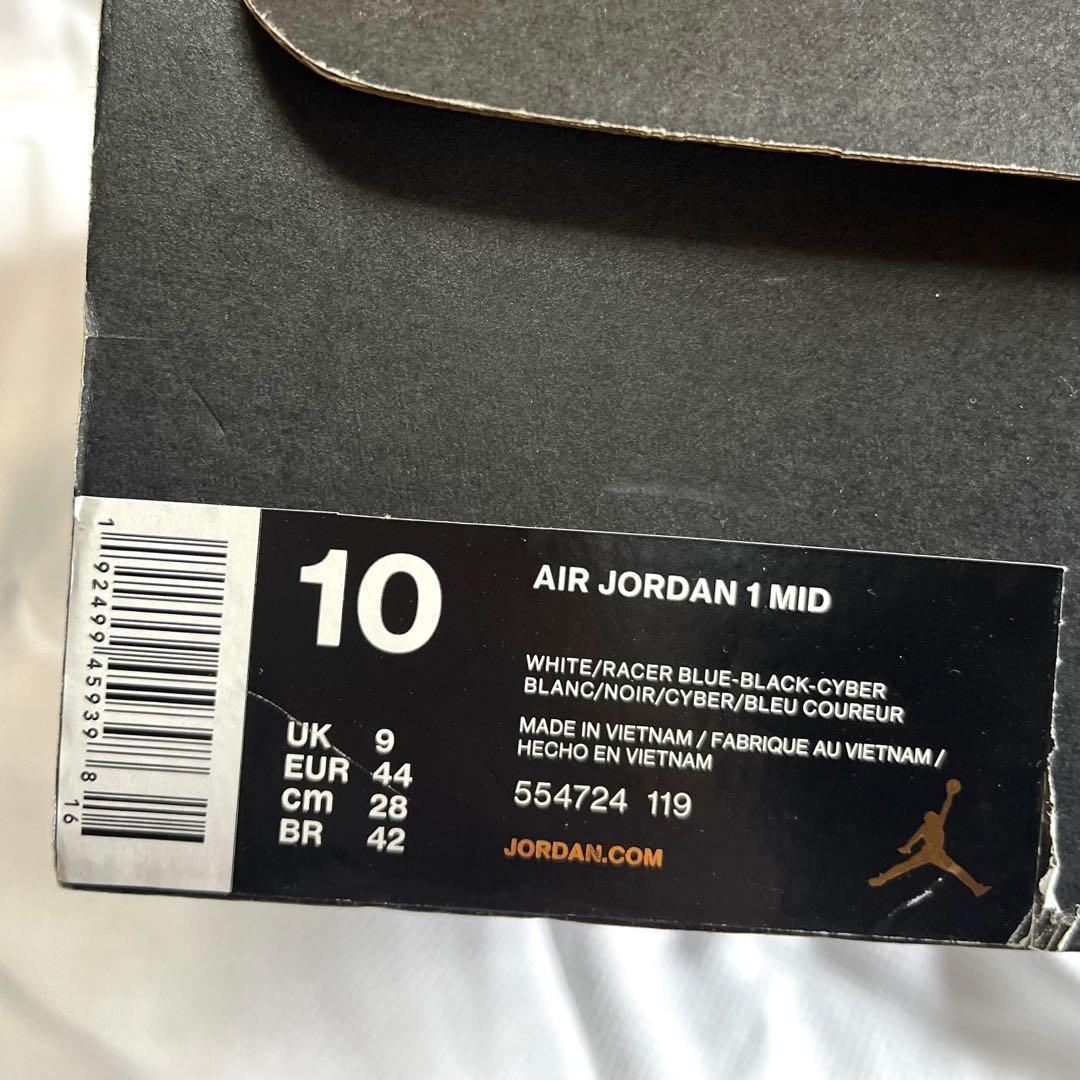 1 92499 45939 8
16
10
UK 9
EUR 44
cm 28
BR 42
AIR JORDAN 1 MID
WHITE/RACER BLUE-BLACK-CYBER
BLANC/NOIR/CYBER/BLEU COUREUR
MADE IN VIETNAM / FABRIQUE AU VIETNAM /
HECHO EN VIETNAM
554724 119
JORDAN.COM